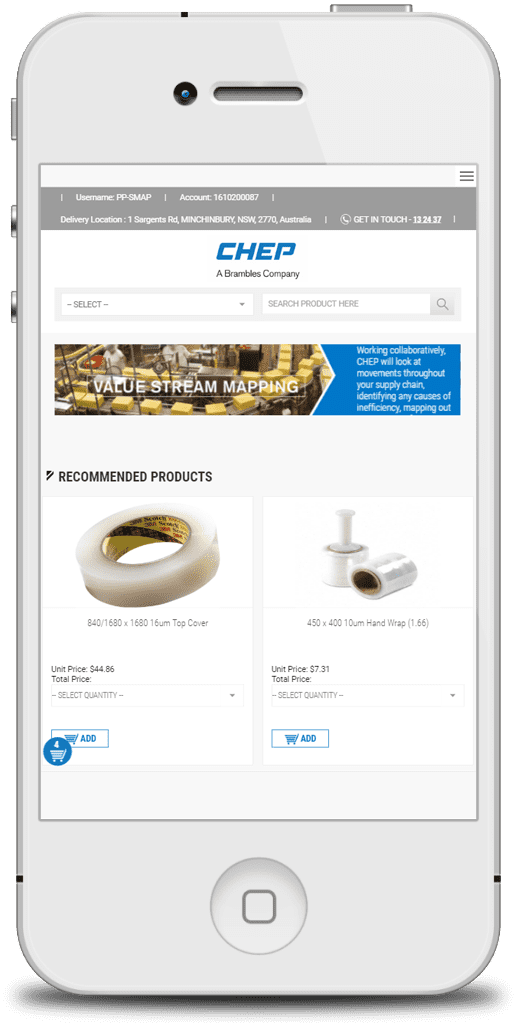 | Username: PP-SMAP | Account: 1610200087 |
Delivery Location : 1 Sargents Rd, MINCHINBURY, NSW, 2770, Australia | GET IN TOUCH - 13 24 37 |
CHEP
A Brambles Company
-- SELECT --
SEARCH PRODUCT HERE
VALUE STREAM MAPPING
Working collaboratively,
CHEP will look at
movements throughout
your supply chain,
identifying any causes of
inefficiency, mapping out
RECOMMENDED PRODUCTS
Scotch
3M
840/1680 x 1680 16um Top Cover
Unit Price: $44.86
Total Price:
-- SELECT QUANTITY --
ADD
4
450 x 400 10um Hand Wrap (1.66)
Unit Price: $7.31
Total Price:
-- SELECT QUANTITY --
ADD